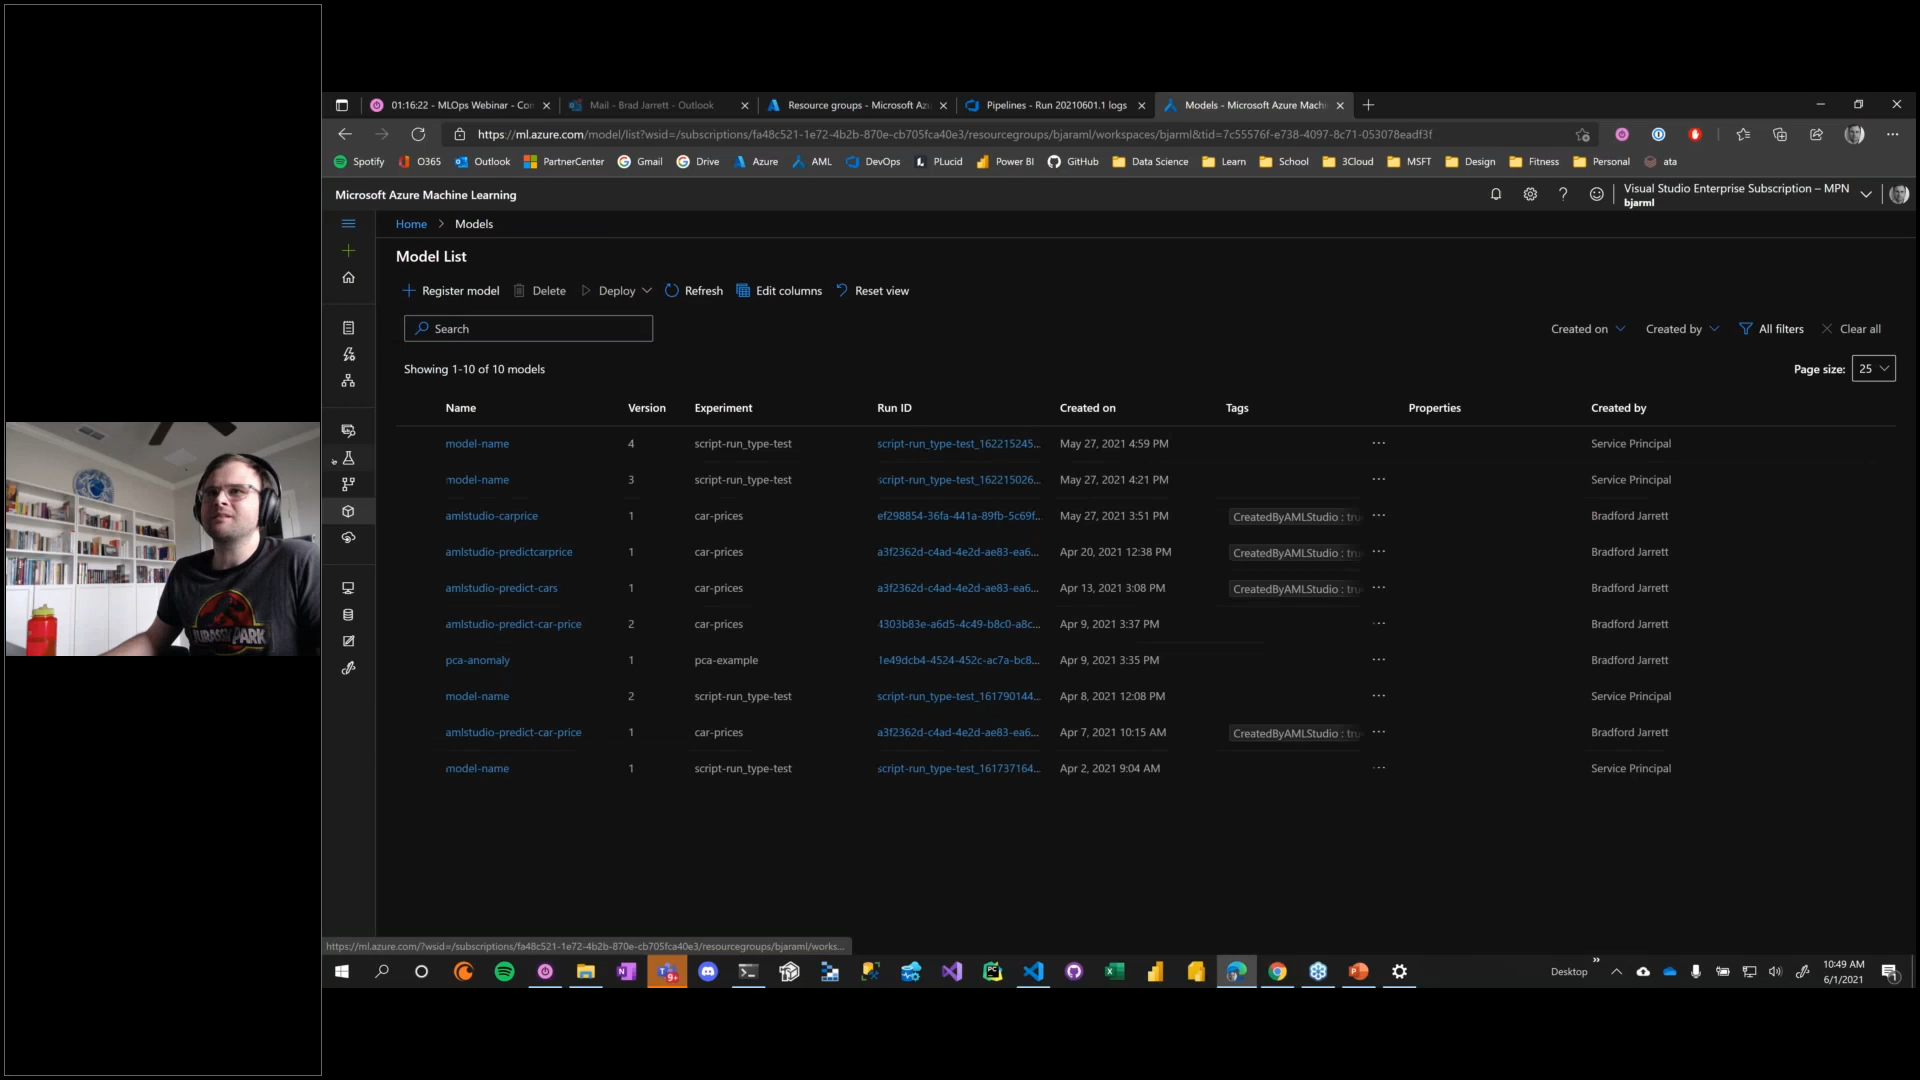 01:16:22 - MLOps Webinar - Con
Mail - Brad Jarrett - Outlook
Resource groups - Microsoft Azu
Pipelines - Run 20210601.1 logs
Models - Microsoft Azure Machi
https://ml.azure.com/model/list?wsid=/subscriptions/fa48c521-1e72-4b2b-870e-cb705fca40e3/resourcegroups/bjaraml/workspaces/bjarml&tid=7c55576f-e738-4097-8c71-053078eadf3f
Spotify O365 Outlook PartnerCenter Gmail Drive Azure AML DevOps PLucid Power BI GitHub Data Science Learn School 3Cloud MSFT Design Fitness Personal ata
Microsoft Azure Machine Learning
Visual Studio Enterprise Subscription – MPN
bjarml
Home > Models
Model List
Register model Delete Deploy Refresh Edit columns Reset view
Search
Created on Created by All filters Clear all
Showing 1-10 of 10 models
Page size: 25
Name Version Experiment Run ID Created on Tags Properties Created by
model-name 4 script-run_type-test script-run_type-test_162215245... May 27, 2021 4:59 PM ... Service Principal
model-name 3 script-run_type-test script-run_type-test_162215026... May 27, 2021 4:21 PM ... Service Principal
amlstudio-carprice 1 car-prices ef298854-36fa-441a-89fb-5c69f... May 27, 2021 3:51 PM CreatedByAMLStudio : tru ... Bradford Jarrett
amlstudio-predictcarprice 1 car-prices a3f2362d-c4ad-4e2d-ae83-ea6... Apr 20, 2021 12:38 PM CreatedByAMLStudio : tru ... Bradford Jarrett
amlstudio-predict-cars 1 car-prices a3f2362d-c4ad-4e2d-ae83-ea6... Apr 13, 2021 3:08 PM CreatedByAMLStudio : tru ... Bradford Jarrett
amlstudio-predict-car-price 2 car-prices 4303b83e-a6d5-4c49-b8c0-a8c... Apr 9, 2021 3:37 PM ... Bradford Jarrett
pca-anomaly 1 pca-example 1e49dcb4-4524-452c-ac7a-bc8... Apr 9, 2021 3:35 PM ... Bradford Jarrett
model-name 2 script-run_type-test script-run_type-test_161790144... Apr 8, 2021 12:08 PM ... Service Principal
amlstudio-predict-car-price 1 car-prices a3f2362d-c4ad-4e2d-ae83-ea6... Apr 7, 2021 10:15 AM CreatedByAMLStudio : tru ... Bradford Jarrett
model-name 1 script-run_type-test script-run_type-test_161737164... Apr 2, 2021 9:04 AM ... Service Principal
JURASSIC PARK
https://ml.azure.com/?wsid=/subscriptions/fa48c521-1e72-4b2b-870e-cb705fca40e3/resourcegroups/bjaraml/works...
Desktop
10:49 AM
6/1/2021